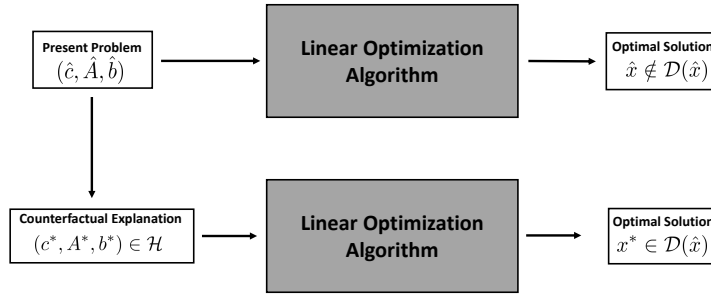 Present Problem
(ĉ, Â, b̂)
Linear Optimization
Algorithm
Optimal Solution
x̂ ∉ 𝒟(x̂)
Counterfactual Explanation
(c*, A*, b*) ∈ ℋ
Linear Optimization
Algorithm
Optimal Solution
x* ∈ 𝒟(x̂)